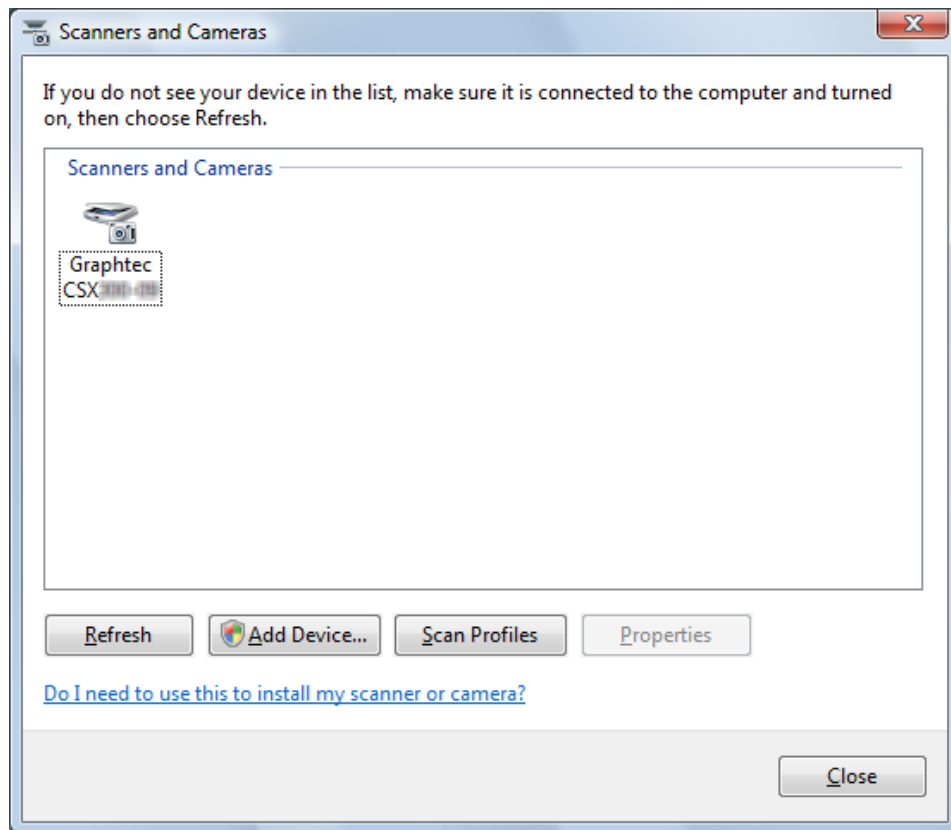 Scanners and Cameras
If you do not see your device in the list, make sure it is connected to the computer and turned
on, then choose Refresh.
Scanners and Cameras
Graphtec
CSX
Refresh
Add Device...
Scan Profiles
Properties
Do I need to use this to install my scanner or camera?
Close